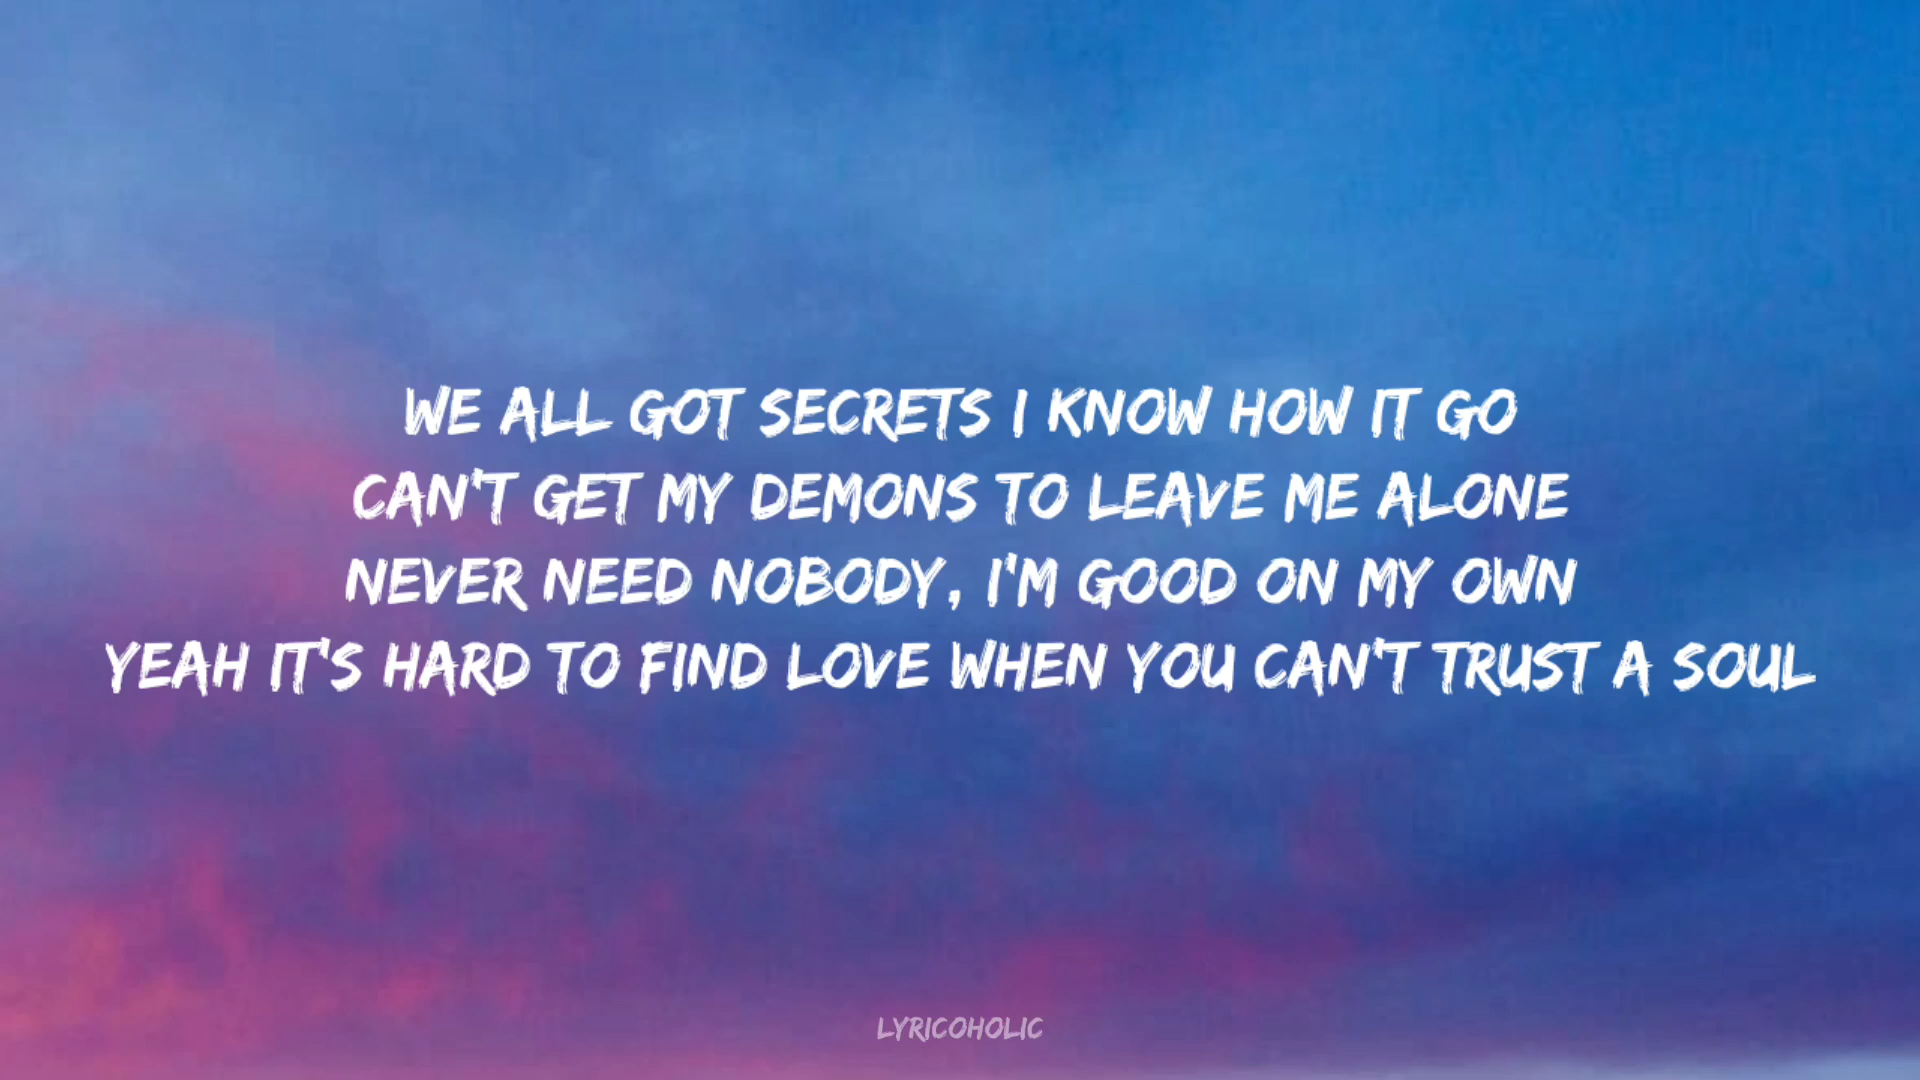 WE ALL GOT SECRETS I KNOW HOW IT GO
CAN'T GET MY DEMONS TO LEAVE ME ALONE
NEVER NEED NOBODY, I'M GOOD ON MY OWN
YEAH IT'S HARD TO FIND LOVE WHEN YOU CAN'T TRUST A SOUL
LYRICOHOLIC